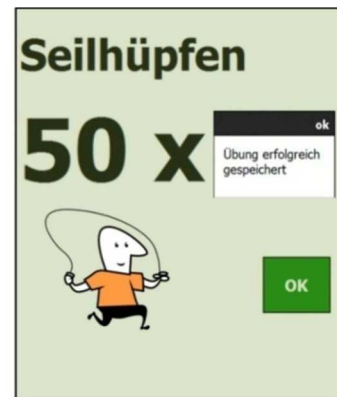 Seilhüpfen
50 x
ok
Übung erfolgreich
gespeichert
OK